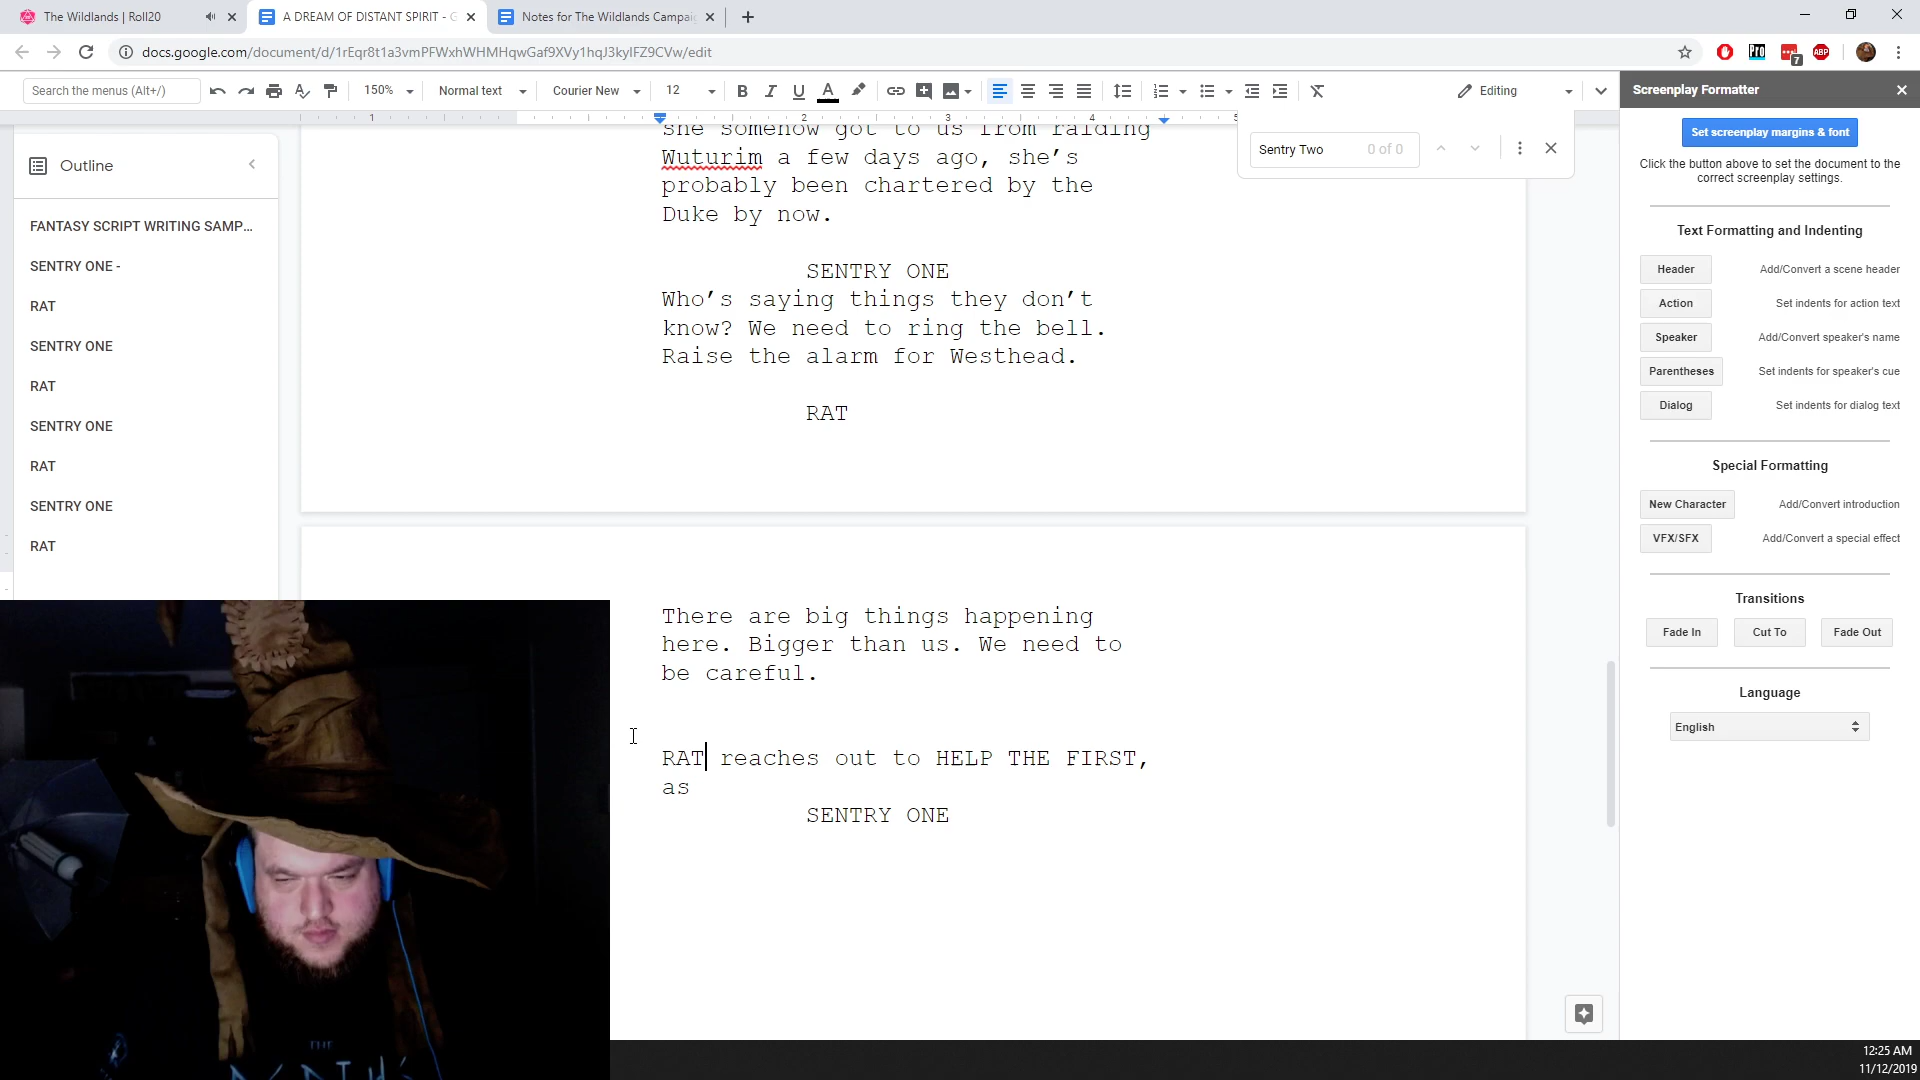 The Wildlands | Roll20
A DREAM OF DISTANT SPIRIT - G
Notes for The Wildlands Campai
docs.google.com/document/d/1rEqr8t1a3vmPFWxhWHMHqwGaf9XVy1hqJ3kyIFZ9CVw/edit
Pro
7
ABP
Search the menus (Alt+/)
150%
Normal text
Courier New
12
B I U A
Editing
Screenplay Formatter
1 2 3 4 5
Sentry Two 0 of 0
Outline
FANTASY SCRIPT WRITING SAMP...
SENTRY ONE -
RAT
SENTRY ONE
RAT
SENTRY ONE
RAT
SENTRY ONE
RAT
she somehow got to us from raiding
Wuturim a few days ago, she's
probably been chartered by the
Duke by now.
SENTRY ONE
Who's saying things they don't
know? We need to ring the bell.
Raise the alarm for Westhead.
RAT
There are big things happening
here. Bigger than us. We need to
be careful.
RAT reaches out to HELP THE FIRST,
as
SENTRY ONE
Set screenplay margins & font
Click the button above to set the document to the
correct screenplay settings.
Text Formatting and Indenting
Header Add/Convert a scene header
Action Set indents for action text
Speaker Add/Convert speaker's name
Parentheses Set indents for speaker's cue
Dialog Set indents for dialog text
Special Formatting
New Character Add/Convert introduction
VFX/SFX Add/Convert a special effect
Transitions
Fade In Cut To Fade Out
Language
English
THE
12:25 AM
11/12/2019